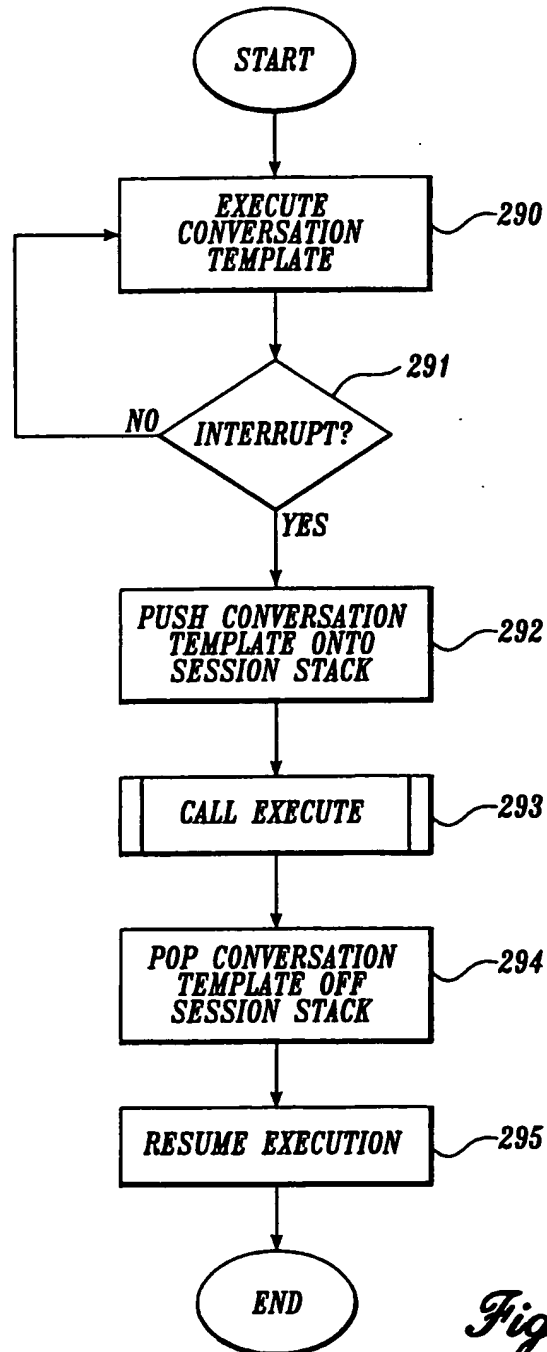 START
EXECUTE
CONVERSATION
TEMPLATE
290
291
INTERRUPT?
NO
YES
PUSH CONVERSATION
TEMPLATE ONTO
SESSION STACK
292
CALL EXECUTE
293
POP CONVERSATION
TEMPLATE OFF
SESSION STACK
294
RESUME EXECUTION
295
END
Fig